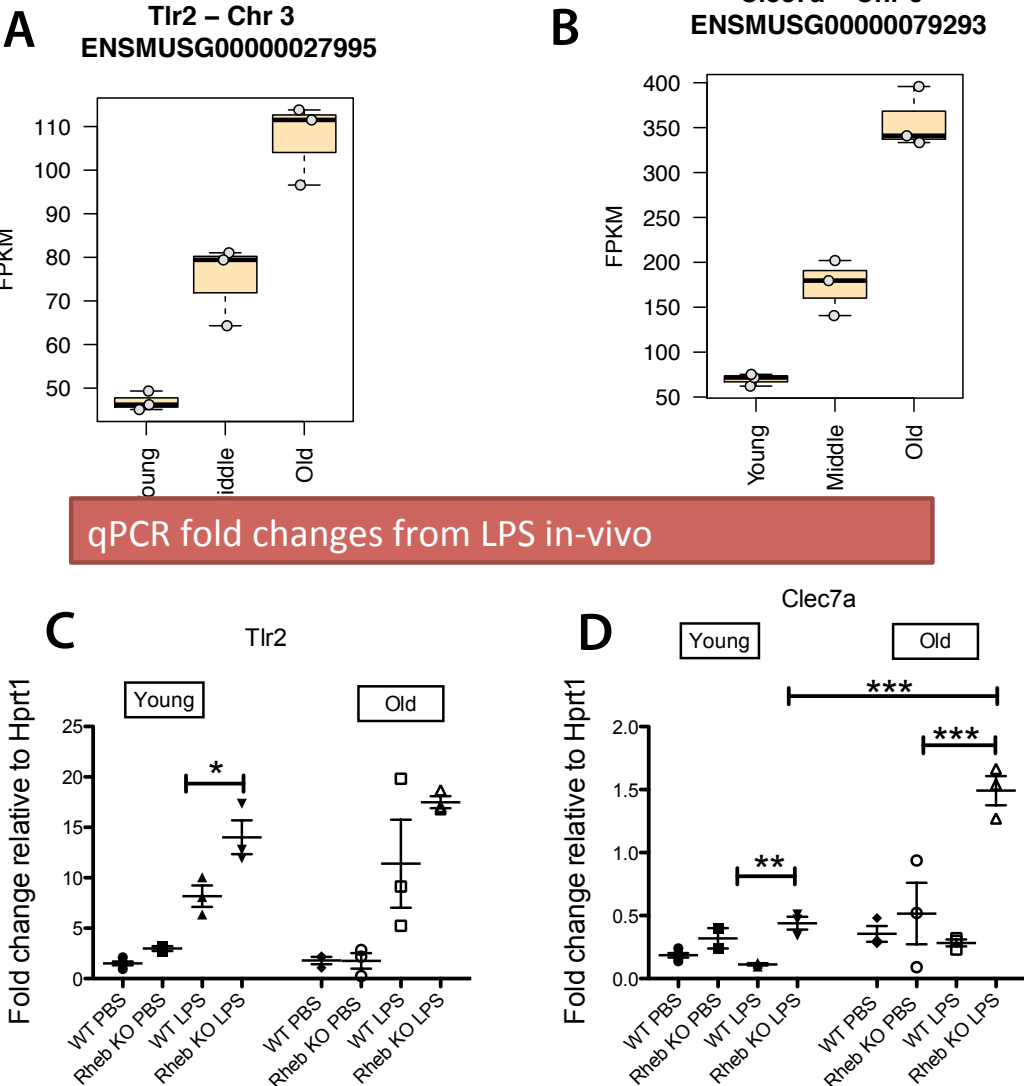 A
Tlr2 – Chr 3
ENSMUSG00000027995
FPKM
110
100
90
80
70
60
50
oung
iddle
Old
B
ENSMUSG00000079293
FPKM
400
350
300
250
200
150
100
50
Young
Middle
Old
qPCR fold changes from LPS in-vivo
C
Tlr2
Young
Old
Fold change relative to Hprt1
25
20
15
10
5
0
*
WT PBS
Rheb KO PBS
WT LPS
Rheb KO LPS
WT PBS
Rheb KO PBS
WT LPS
Rheb KO LPS
D
Clec7a
Young
Old
Fold change relative to Hprt1
2.0
1.5
1.0
0.5
0.0
**
***
***
WT PBS
Rheb KO PBS
WT LPS
Rheb KO LPS
WT PBS
Rheb KO PBS
WT LPS
Rheb KO LPS